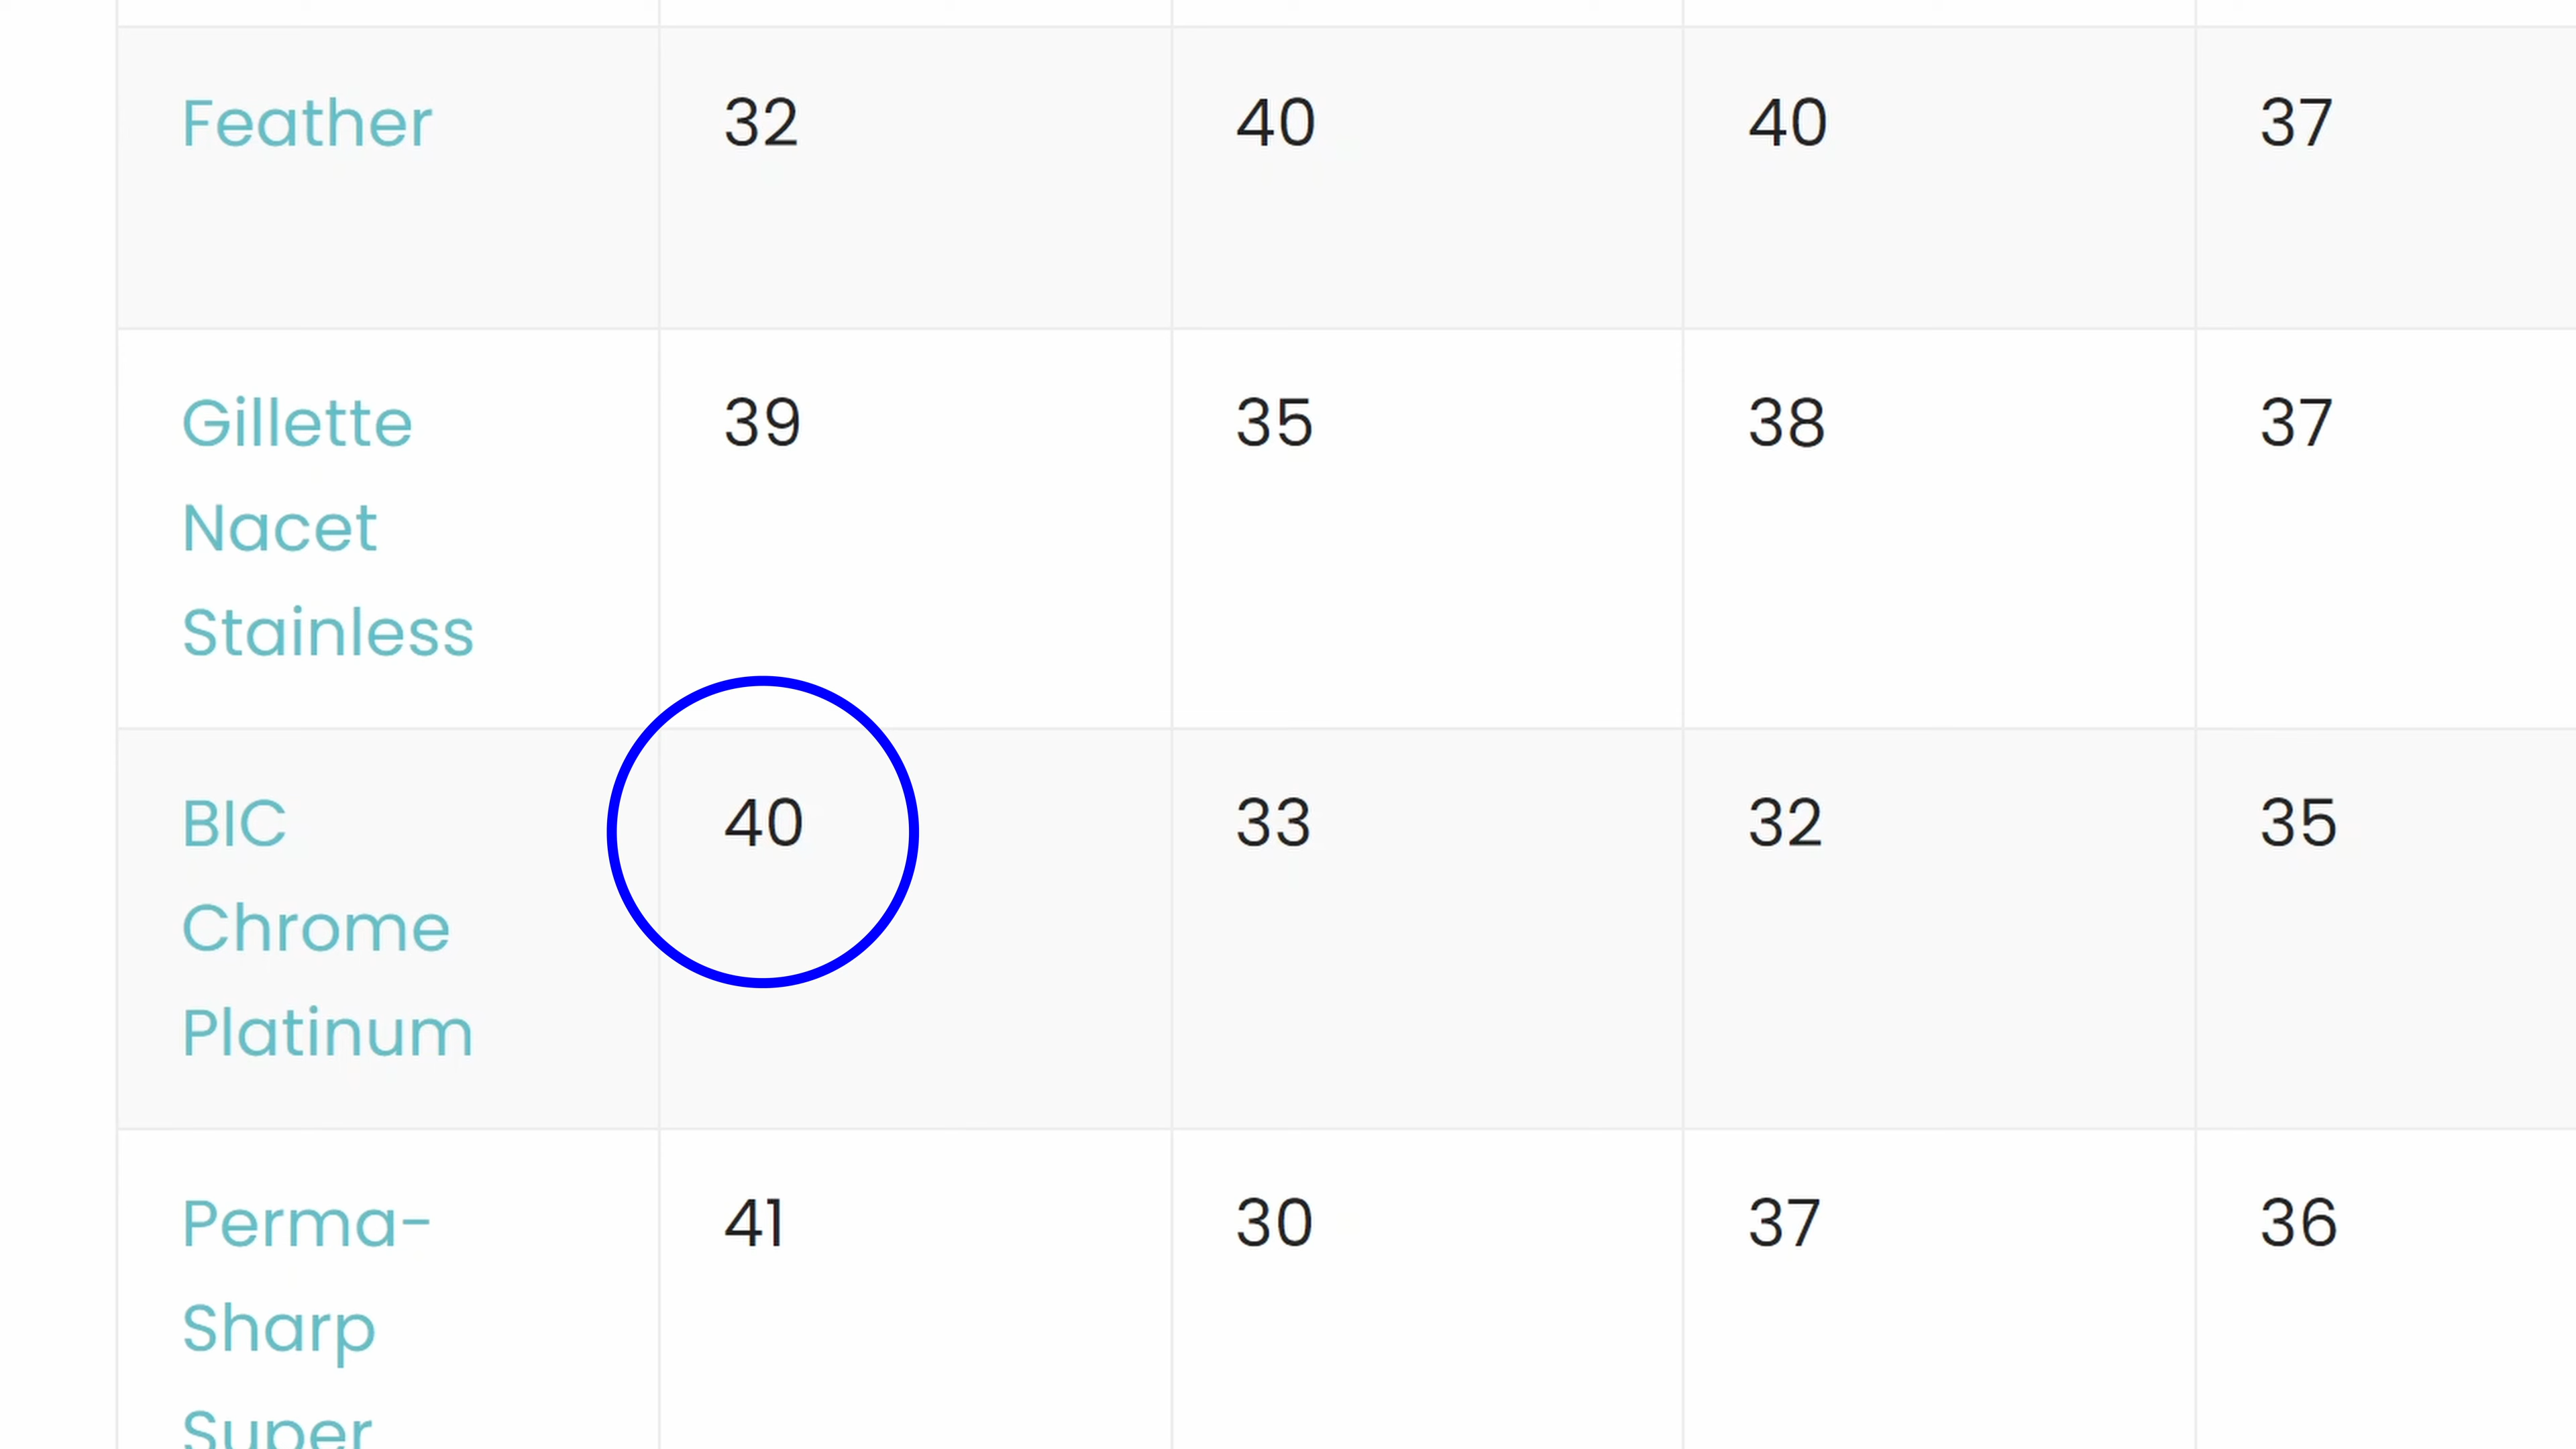 Feather 32 40 40 37
Gillette 39 35 38 37
Nacet
Stainless
BIC 40 33 32 35
Chrome
Platinum
Perma- 41 30 37 36
Sharp
Super